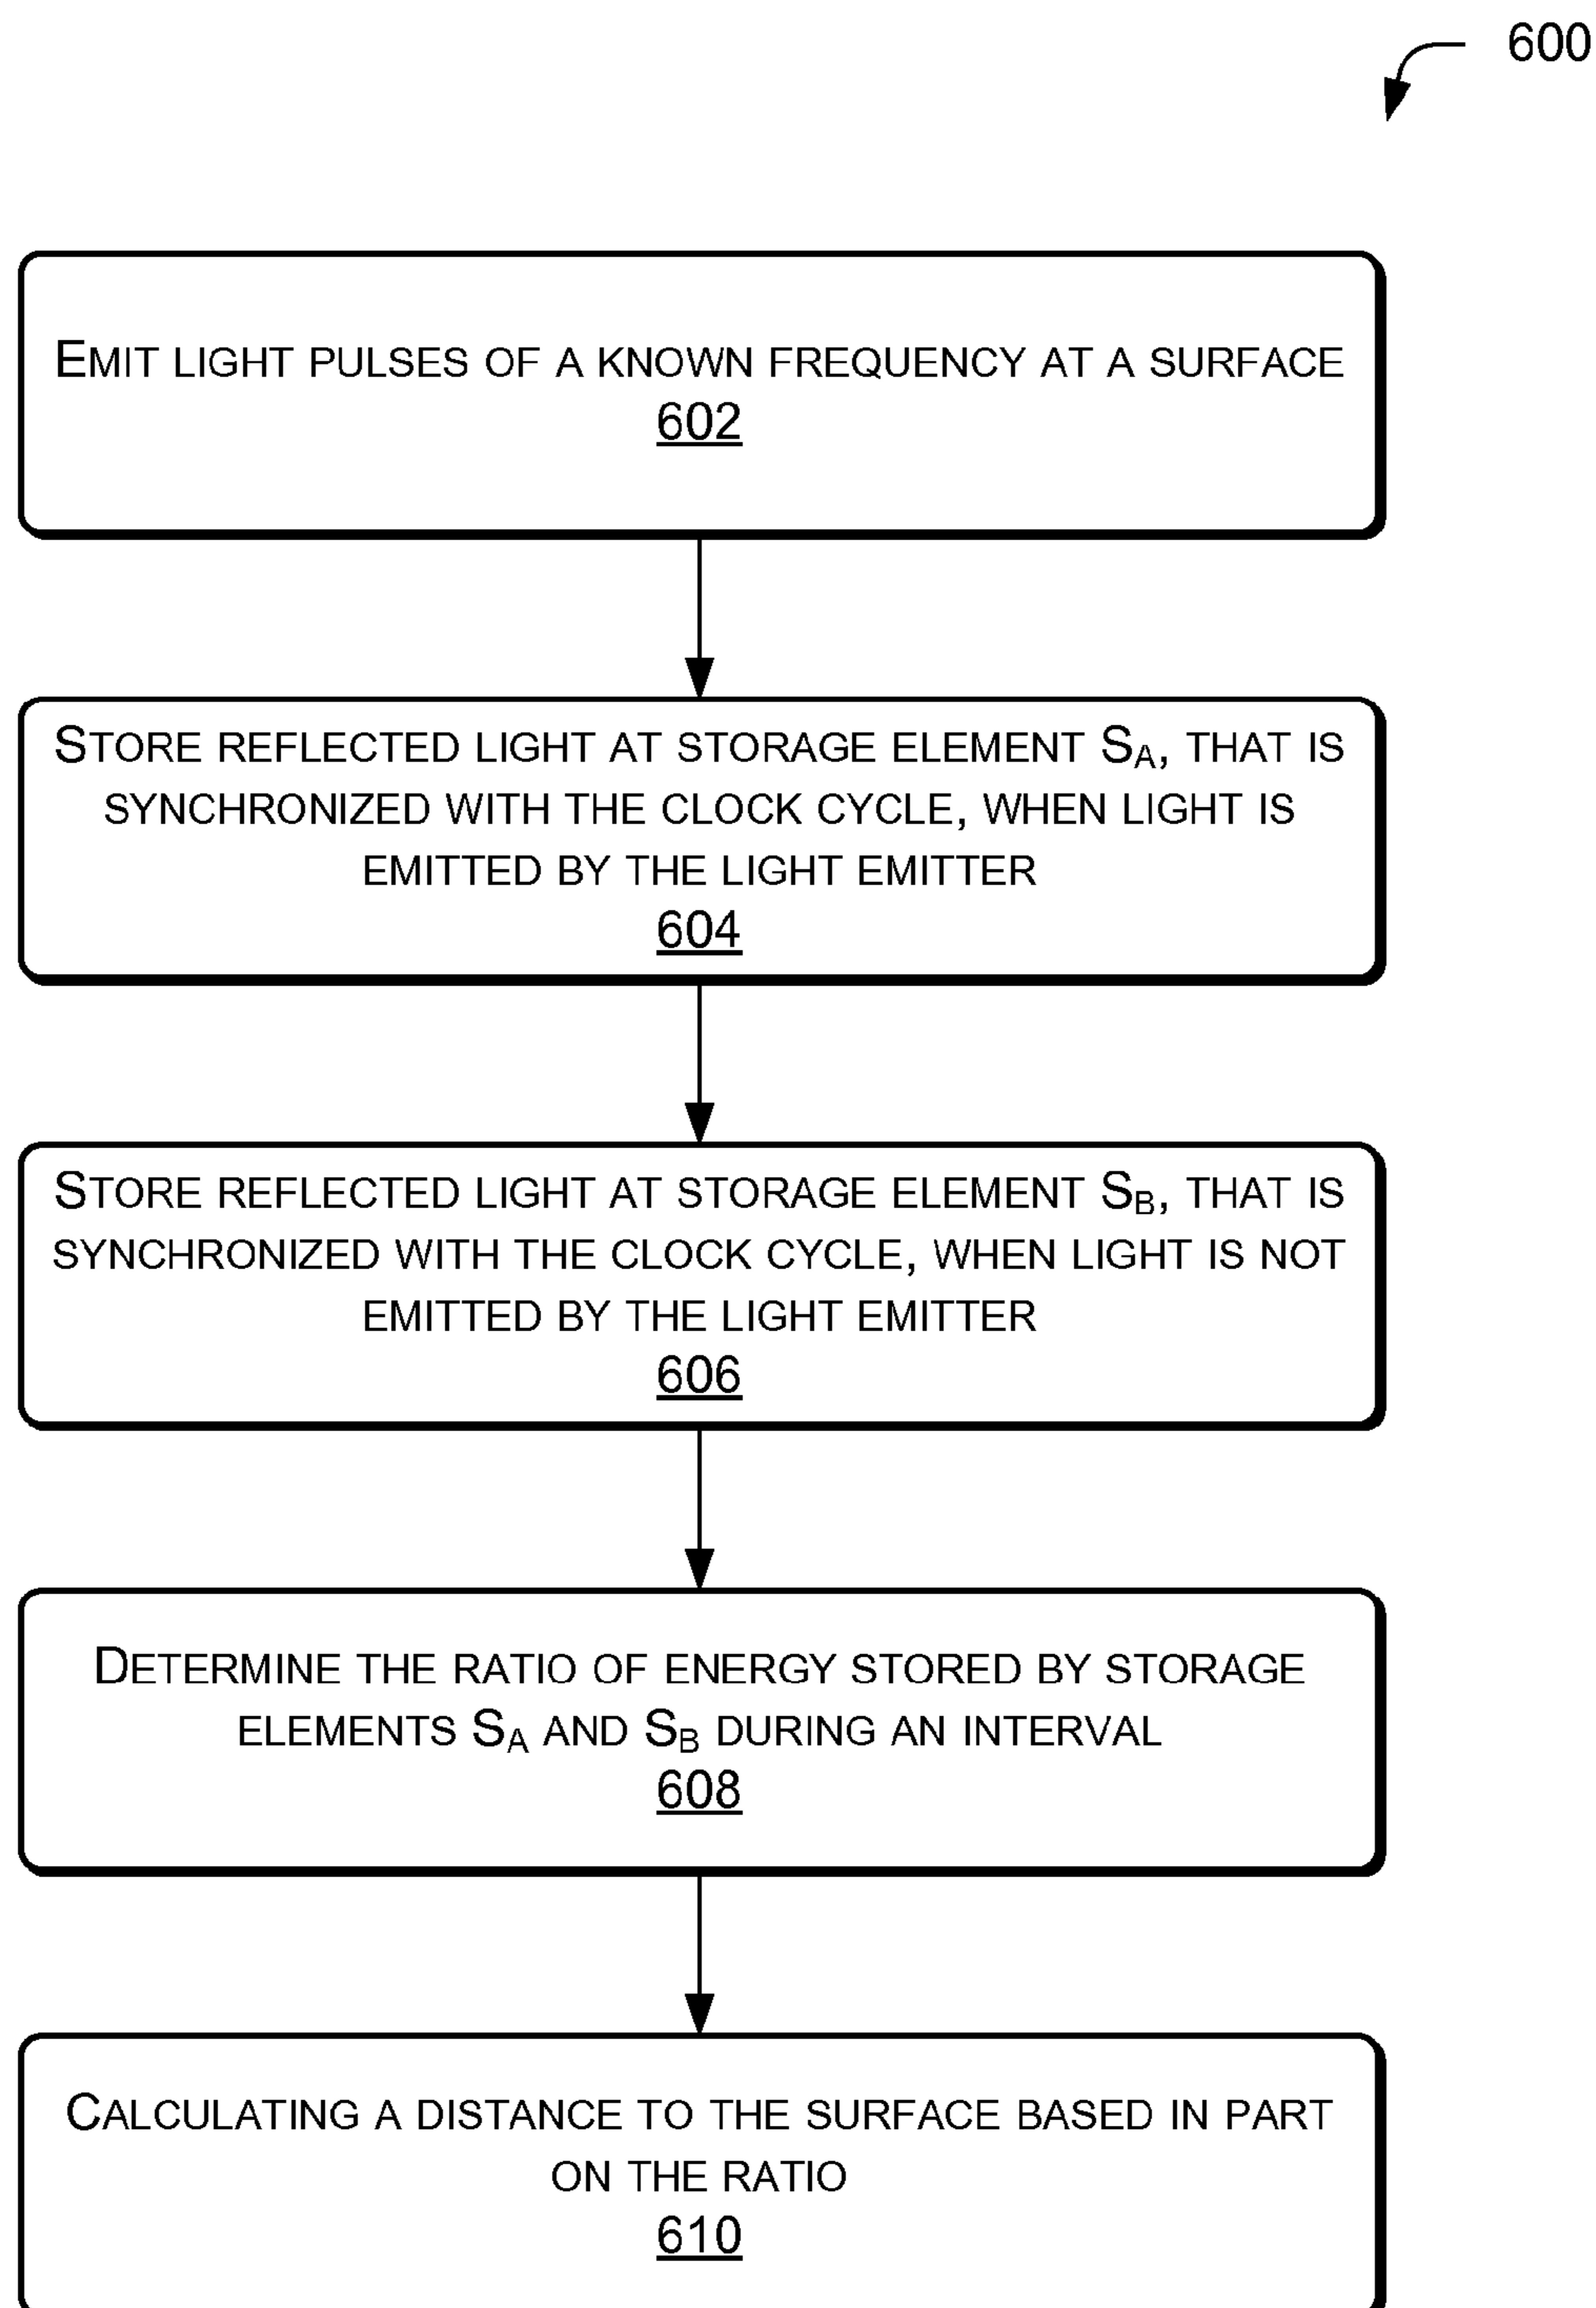 600
EMIT LIGHT PULSES OF A KNOWN FREQUENCY AT A SURFACE
602
STORE REFLECTED LIGHT AT STORAGE ELEMENT SA, THAT IS
SYNCHRONIZED WITH THE CLOCK CYCLE, WHEN LIGHT IS
EMITTED BY THE LIGHT EMITTER
604
STORE REFLECTED LIGHT AT STORAGE ELEMENT SB, THAT IS
SYNCHRONIZED WITH THE CLOCK CYCLE, WHEN LIGHT IS NOT
EMITTED BY THE LIGHT EMITTER
606
DETERMINE THE RATIO OF ENERGY STORED BY STORAGE
ELEMENTS SA AND SB DURING AN INTERVAL
608
CALCULATING A DISTANCE TO THE SURFACE BASED IN PART
ON THE RATIO
610